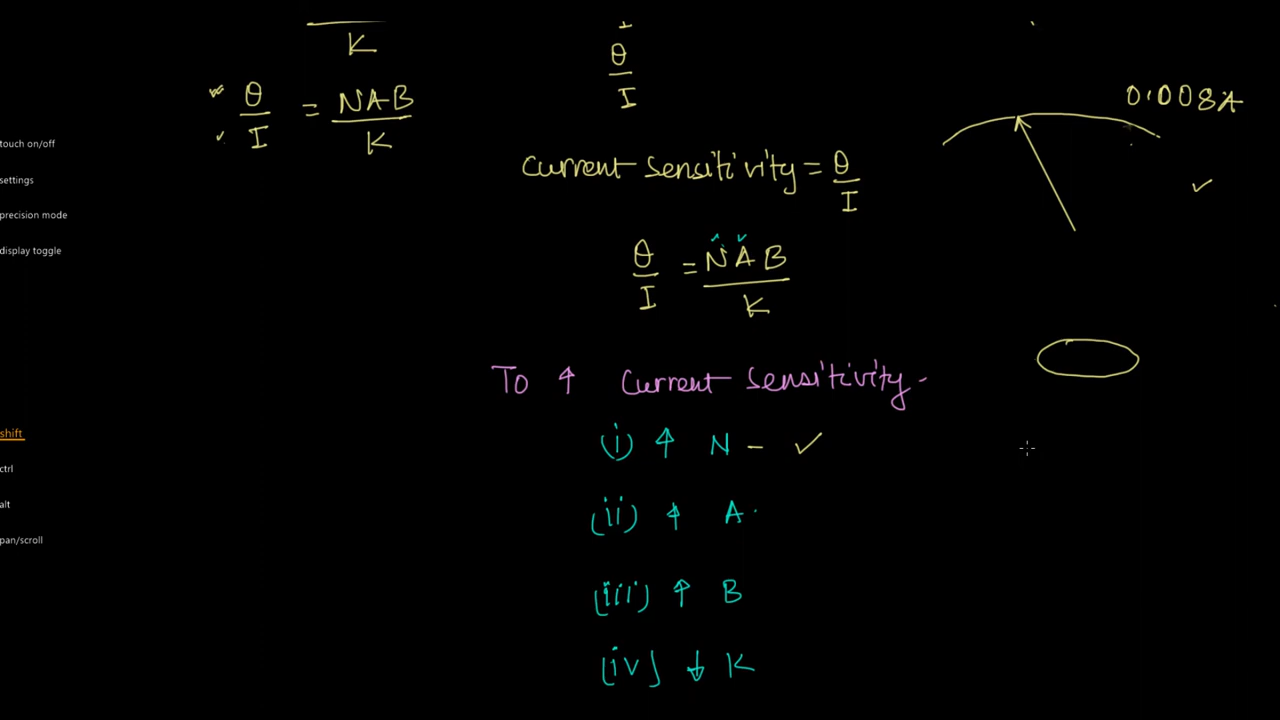 K
θ/I = NAB/K
θ/I
0.008A
Current sensitivity = θ/I
θ/I = NAB/K
To ↑ Current sensitivity -
(i) ↑ N - ✓
(ii) ↑ A.
(iii) ↑ B
(iv) ↓ K
touch on/off
settings
precision mode
display toggle
shift
ctrl
alt
pan/scroll